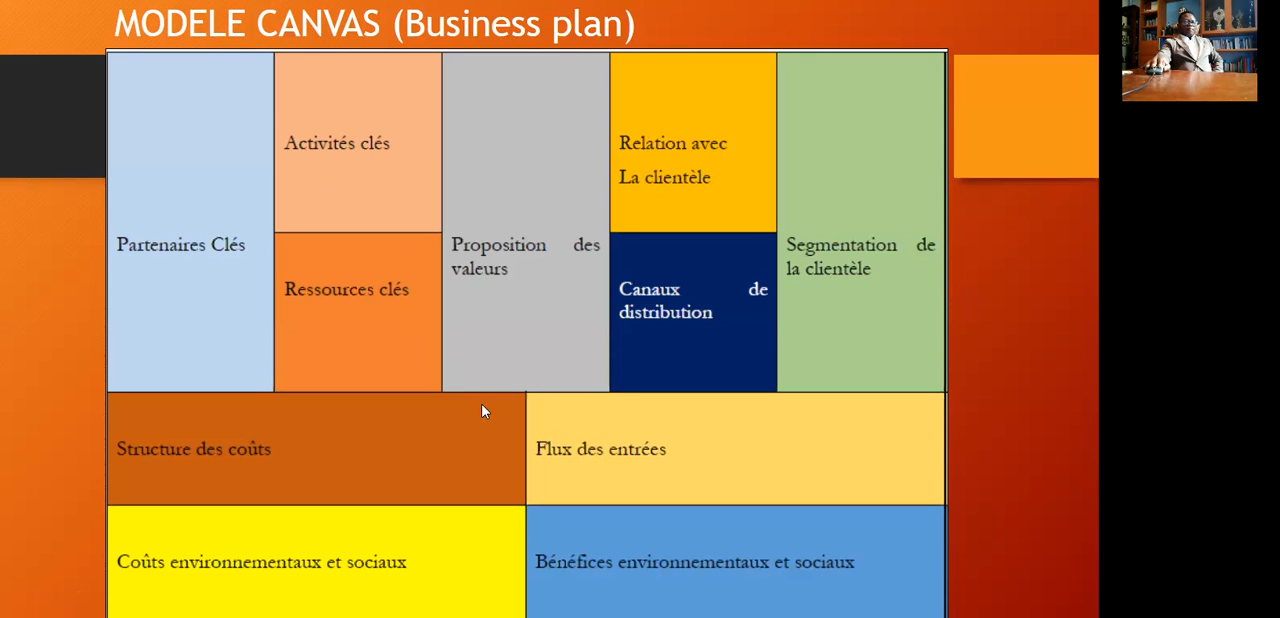 MODELE CANVAS (Business plan)
Partenaires Clés
Activités clés
Ressources clés
Proposition des
valeurs
Relation avec
La clientèle
Canaux de
distribution
Segmentation de
la clientèle
Structure des coûts
Flux des entrées
Coûts environnementaux et sociaux
Bénéfices environnementaux et sociaux